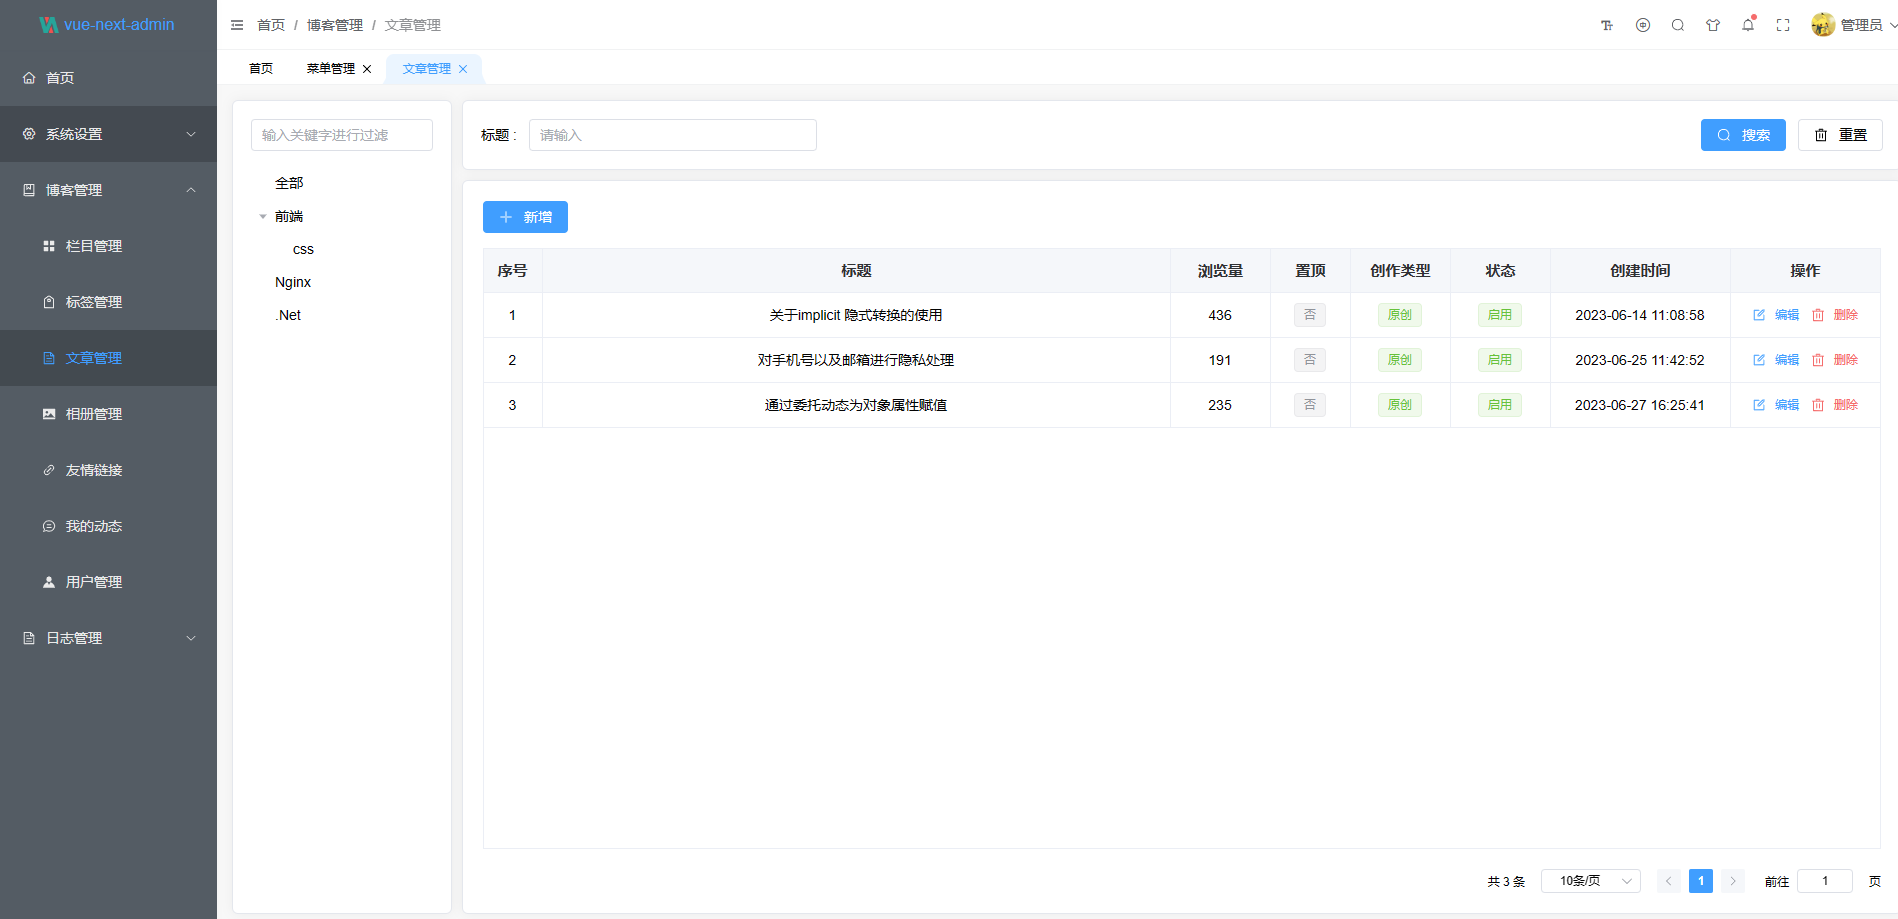 vue-next-admin
首页 / 博客管理 / 文章管理
管理员
首页
系统设置
博客管理
栏目管理
标签管理
文章管理
相册管理
友情链接
我的动态
用户管理
日志管理
首页 菜单管理 文章管理
输入关键字进行过滤
全部
前端
css
Nginx
.Net
标题 : 请输入 搜索 重置
新增
序号 标题 浏览量 置顶 创作类型 状态 创建时间 操作
1 关于implicit 隐式转换的使用 436 否 原创 启用 2023-06-14 11:08:58 编辑 删除
2 对手机号以及邮箱进行隐私处理 191 否 原创 启用 2023-06-25 11:42:52 编辑 删除
3 通过委托动态为对象属性赋值 235 否 原创 启用 2023-06-27 16:25:41 编辑 删除
共 3 条 10条/页 1 前往 1 页